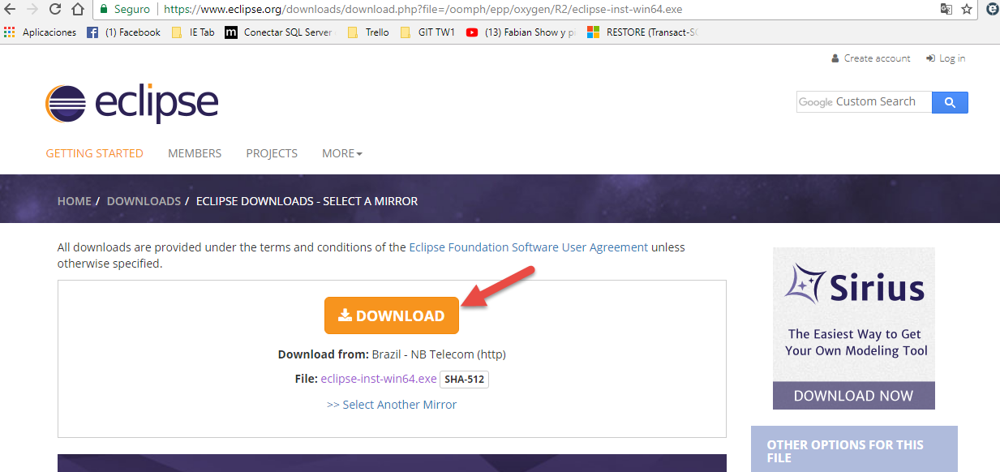 Seguro https://www.eclipse.org/downloads/download.php?file=/oomph/epp/oxygen/R2/eclipse-inst-win64.exe
Aplicaciones (1) Facebook IE Tab Conectar SQL Server Trello GIT TW1 (13) Fabian Show y RESTORE (Transact-
Create account Log in
eclipse
Google Custom Search
GETTING STARTED MEMBERS PROJECTS MORE
HOME / DOWNLOADS / ECLIPSE DOWNLOADS - SELECT A MIRROR
All downloads are provided under the terms and conditions of the Eclipse Foundation Software User Agreement unless
otherwise specified.
DOWNLOAD
Download from: Brazil - NB Telecom (http)
File: eclipse-inst-win64.exe SHA-512
>> Select Another Mirror
Sirius
The Easiest Way to Get
Your Own Modeling Tool
DOWNLOAD NOW
OTHER OPTIONS FOR THIS
FILE